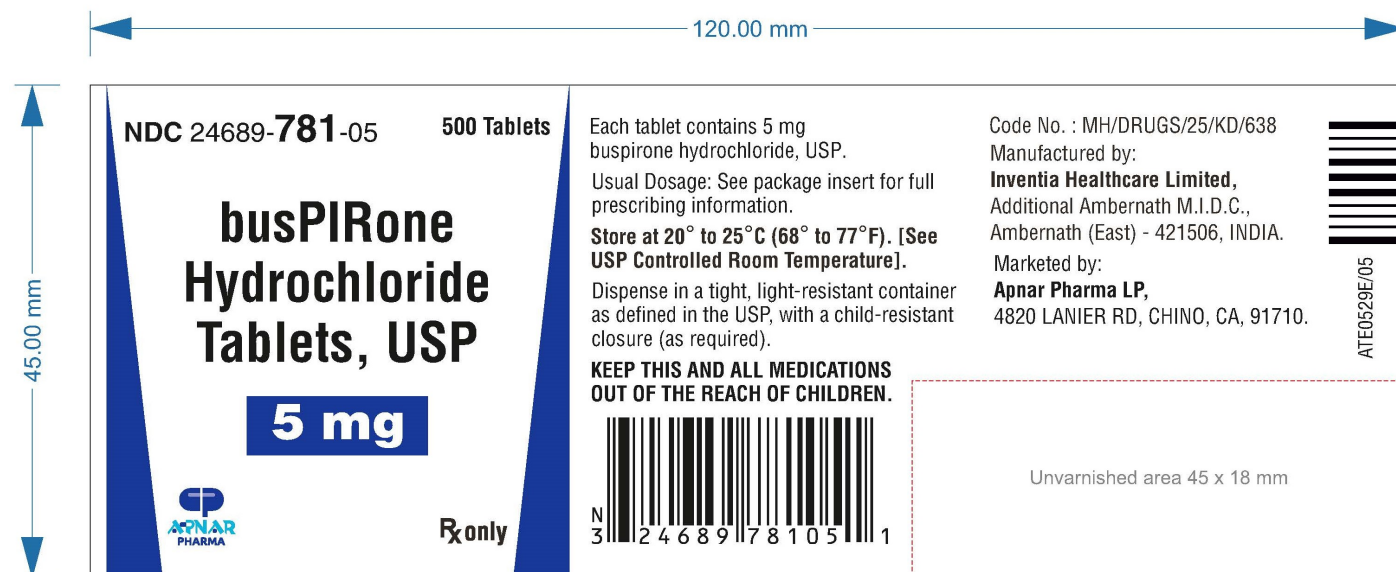 120.00 mm
45.00 mm
NDC 24689-781-05
500 Tablets
busPIRone
Hydrochloride
Tablets, USP
5 mg
APNAR
PHARMA
Rx only
Each tablet contains 5 mg
buspirone hydrochloride, USP.
Usual Dosage: See package insert for full
prescribing information.
Store at 20° to 25°C (68° to 77°F). [See
USP Controlled Room Temperature].
Dispense in a tight, light-resistant container
as defined in the USP, with a child-resistant
closure (as required).
KEEP THIS AND ALL MEDICATIONS
OUT OF THE REACH OF CHILDREN.
N
3 24689 78105 1
Code No. : MH/DRUGS/25/KD/638
Manufactured by:
Inventia Healthcare Limited,
Additional Ambernath M.I.D.C.,
Ambernath (East) - 421506, INDIA.
Marketed by:
Apnar Pharma LP,
4820 LANIER RD, CHINO, CA, 91710.
ATE0529E/05
Unvarnished area 45 x 18 mm